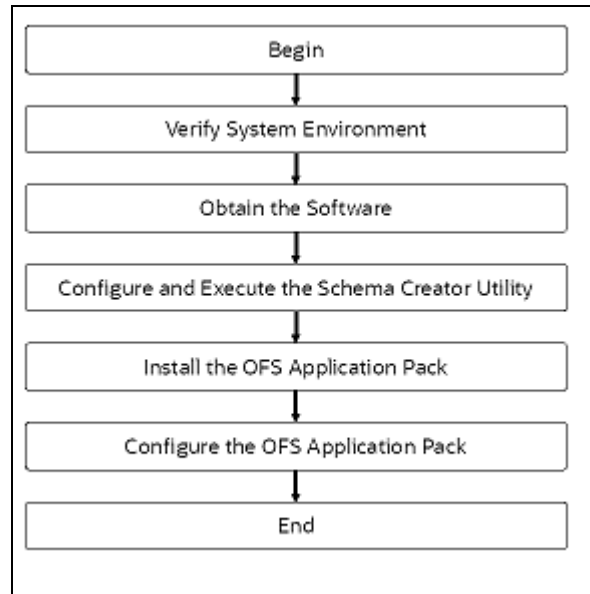 Begin
Verify System Environment
Obtain the Software
Configure and Execute the Schema Creator Utility
Install the OFS Application Pack
Configure the OFS Application Pack
End